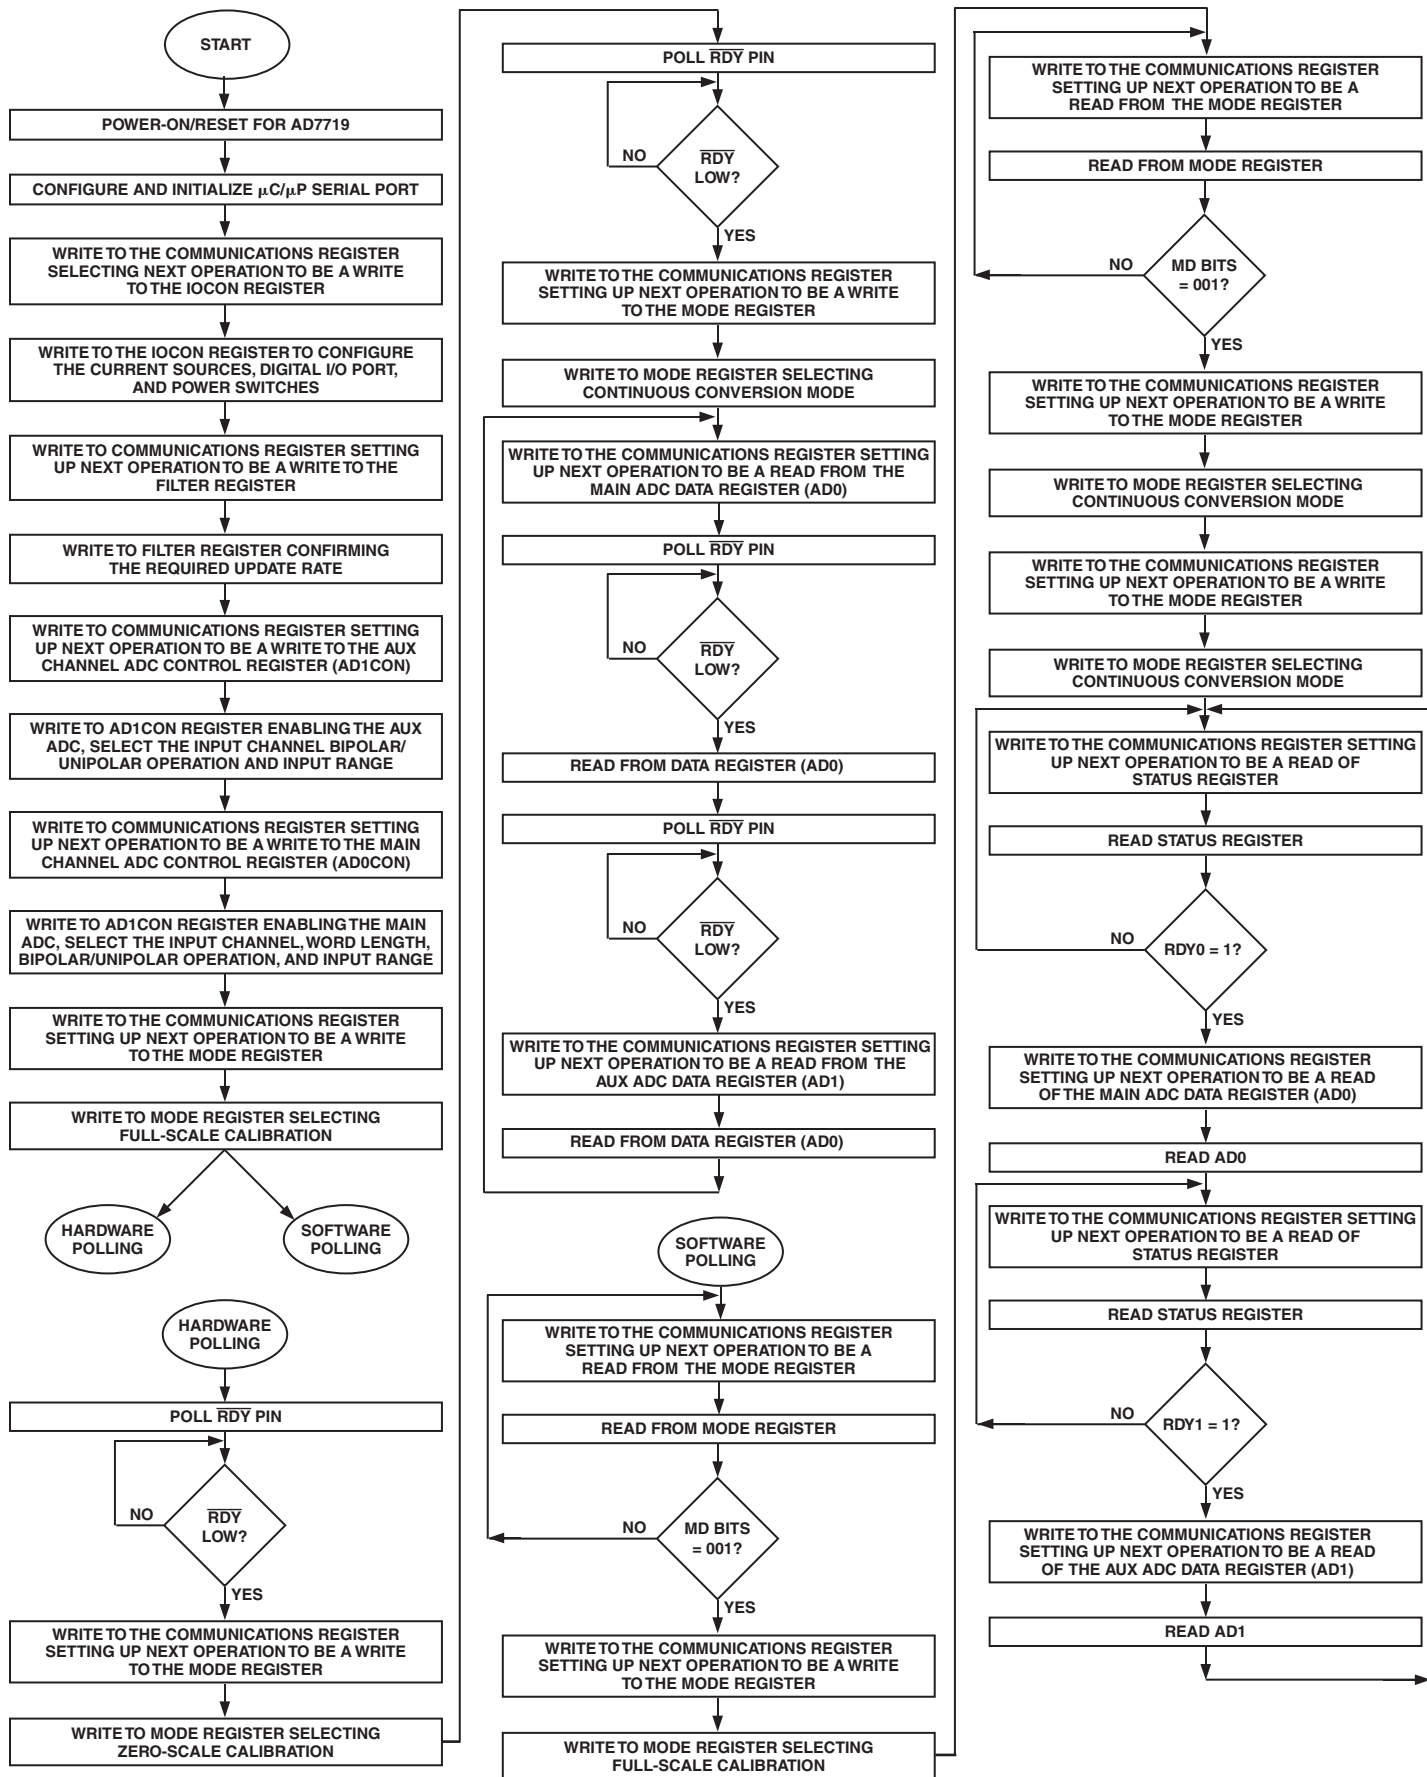 START
POWER-ON/RESET FOR AD7719
CONFIGURE AND INITIALIZE μC/μP SERIAL PORT
WRITE TO THE COMMUNICATIONS REGISTER
SELECTING NEXT OPERATION TO BE A WRITE
TO THE IOCON REGISTER
WRITE TO THE IOCON REGISTER TO CONFIGURE
THE CURRENT SOURCES, DIGITAL I/O PORT,
AND POWER SWITCHES
WRITE TO COMMUNICATIONS REGISTER SETTING
UP NEXT OPERATION TO BE A WRITE TO THE
FILTER REGISTER
WRITE TO FILTER REGISTER CONFIRMING
THE REQUIRED UPDATE RATE
WRITE TO COMMUNICATIONS REGISTER SETTING
UP NEXT OPERATION TO BE A WRITE TO THE AUX
CHANNEL ADC CONTROL REGISTER (AD1CON)
WRITE TO AD1CON REGISTER ENABLING THE AUX
ADC, SELECT THE INPUT CHANNEL BIPOLAR/
UNIPOLAR OPERATION AND INPUT RANGE
WRITE TO COMMUNICATIONS REGISTER SETTING
UP NEXT OPERATION TO BE A WRITE TO THE MAIN
CHANNEL ADC CONTROL REGISTER (AD0CON)
WRITE TO AD1CON REGISTER ENABLING THE MAIN
ADC, SELECT THE INPUT CHANNEL, WORD LENGTH,
BIPOLAR/UNIPOLAR OPERATION, AND INPUT RANGE
WRITE TO THE COMMUNICATIONS REGISTER
SETTING UP NEXT OPERATION TO BE A WRITE
TO THE MODE REGISTER
WRITE TO MODE REGISTER SELECTING
FULL-SCALE CALIBRATION
HARDWARE
POLLING
SOFTWARE
POLLING
HARDWARE
POLLING
POLL RDY PIN
NO
RDY
LOW?
YES
WRITE TO THE COMMUNICATIONS REGISTER
SETTING UP NEXT OPERATION TO BE A WRITE
TO THE MODE REGISTER
WRITE TO MODE REGISTER SELECTING
ZERO-SCALE CALIBRATION
POLL RDY PIN
NO
RDY
LOW?
YES
WRITE TO THE COMMUNICATIONS REGISTER
SETTING UP NEXT OPERATION TO BE A WRITE
TO THE MODE REGISTER
WRITE TO MODE REGISTER SELECTING
CONTINUOUS CONVERSION MODE
WRITE TO THE COMMUNICATIONS REGISTER SETTING
UP NEXT OPERATION TO BE A READ FROM THE
MAIN ADC DATA REGISTER (AD0)
POLL RDY PIN
NO
RDY
LOW?
YES
READ FROM DATA REGISTER (AD0)
POLL RDY PIN
NO
RDY
LOW?
YES
WRITE TO THE COMMUNICATIONS REGISTER SETTING
UP NEXT OPERATION TO BE A READ FROM THE
AUX ADC DATA REGISTER (AD1)
READ FROM DATA REGISTER (AD0)
SOFTWARE
POLLING
WRITE TO THE COMMUNICATIONS REGISTER
SETTING UP NEXT OPERATION TO BE A
READ FROM THE MODE REGISTER
READ FROM MODE REGISTER
NO
MD BITS
= 001?
YES
WRITE TO THE COMMUNICATIONS REGISTER
SETTING UP NEXT OPERATION TO BE A WRITE
TO THE MODE REGISTER
WRITE TO MODE REGISTER SELECTING
FULL-SCALE CALIBRATION
WRITE TO THE COMMUNICATIONS REGISTER
SETTING UP NEXT OPERATION TO BE A
READ FROM THE MODE REGISTER
READ FROM MODE REGISTER
NO
MD BITS
= 001?
YES
WRITE TO THE COMMUNICATIONS REGISTER
SETTING UP NEXT OPERATION TO BE A WRITE
TO THE MODE REGISTER
WRITE TO MODE REGISTER SELECTING
CONTINUOUS CONVERSION MODE
WRITE TO THE COMMUNICATIONS REGISTER
SETTING UP NEXT OPERATION TO BE A WRITE
TO THE MODE REGISTER
WRITE TO MODE REGISTER SELECTING
CONTINUOUS CONVERSION MODE
WRITE TO THE COMMUNICATIONS REGISTER SETTING
UP NEXT OPERATION TO BE A READ OF
STATUS REGISTER
READ STATUS REGISTER
NO
RDY0 = 1?
YES
WRITE TO THE COMMUNICATIONS REGISTER
SETTING UP NEXT OPERATION TO BE A READ
OF THE MAIN ADC DATA REGISTER (AD0)
READ AD0
WRITE TO THE COMMUNICATIONS REGISTER SETTING
UP NEXT OPERATION TO BE A READ OF
STATUS REGISTER
READ STATUS REGISTER
NO
RDY1 = 1?
YES
WRITE TO THE COMMUNICATIONS REGISTER
SETTING UP NEXT OPERATION TO BE A READ
OF THE AUX ADC DATA REGISTER (AD1)
READ AD1